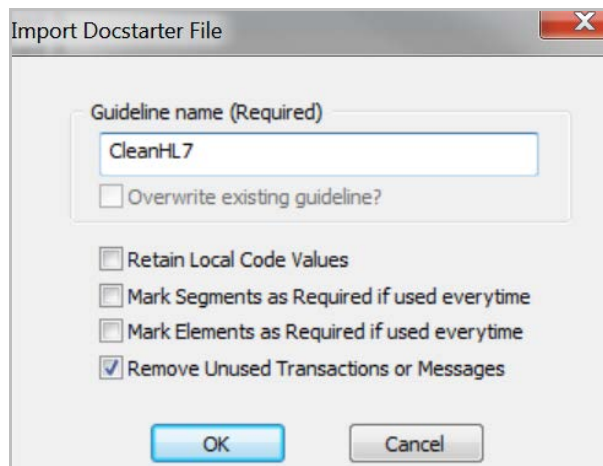 Import Docstarter File
Guideline name (Required)
CleanHL7
Overwrite existing guideline?
Retain Local Code Values
Mark Segments as Required if used everytime
Mark Elements as Required if used everytime
Remove Unused Transactions or Messages
OK Cancel